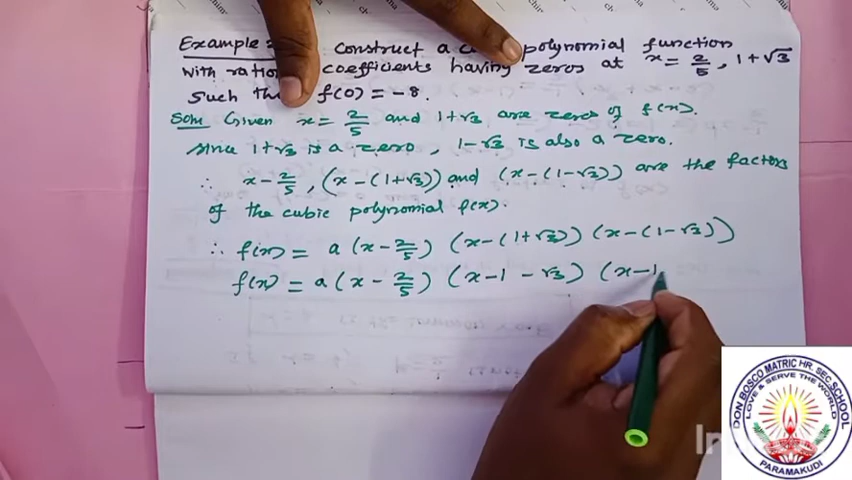 Example construct a polynomial function
with coefficients having zeros at x = 2/5, 1+√3
such f(0) = -8.
Soln Given x = 2/5 and 1+√3 are zeros of f(x).
Since 1+√3 is a zero, 1-√3 is also a zero.
∴ x - 2/5, (x-(1+√3)) and (x-(1-√3)) are the factors
of the cubic polynomial f(x).
∴ f(x) = a(x - 2/5) (x-(1+√3)) (x-(1-√3))
f(x) = a(x - 2/5) (x-1 - √3) (x-1
DON BOSCO MATRIC HR. SEC. SCHOOL
LOVE & SERVE THE WORLD
PARAMAKUDI